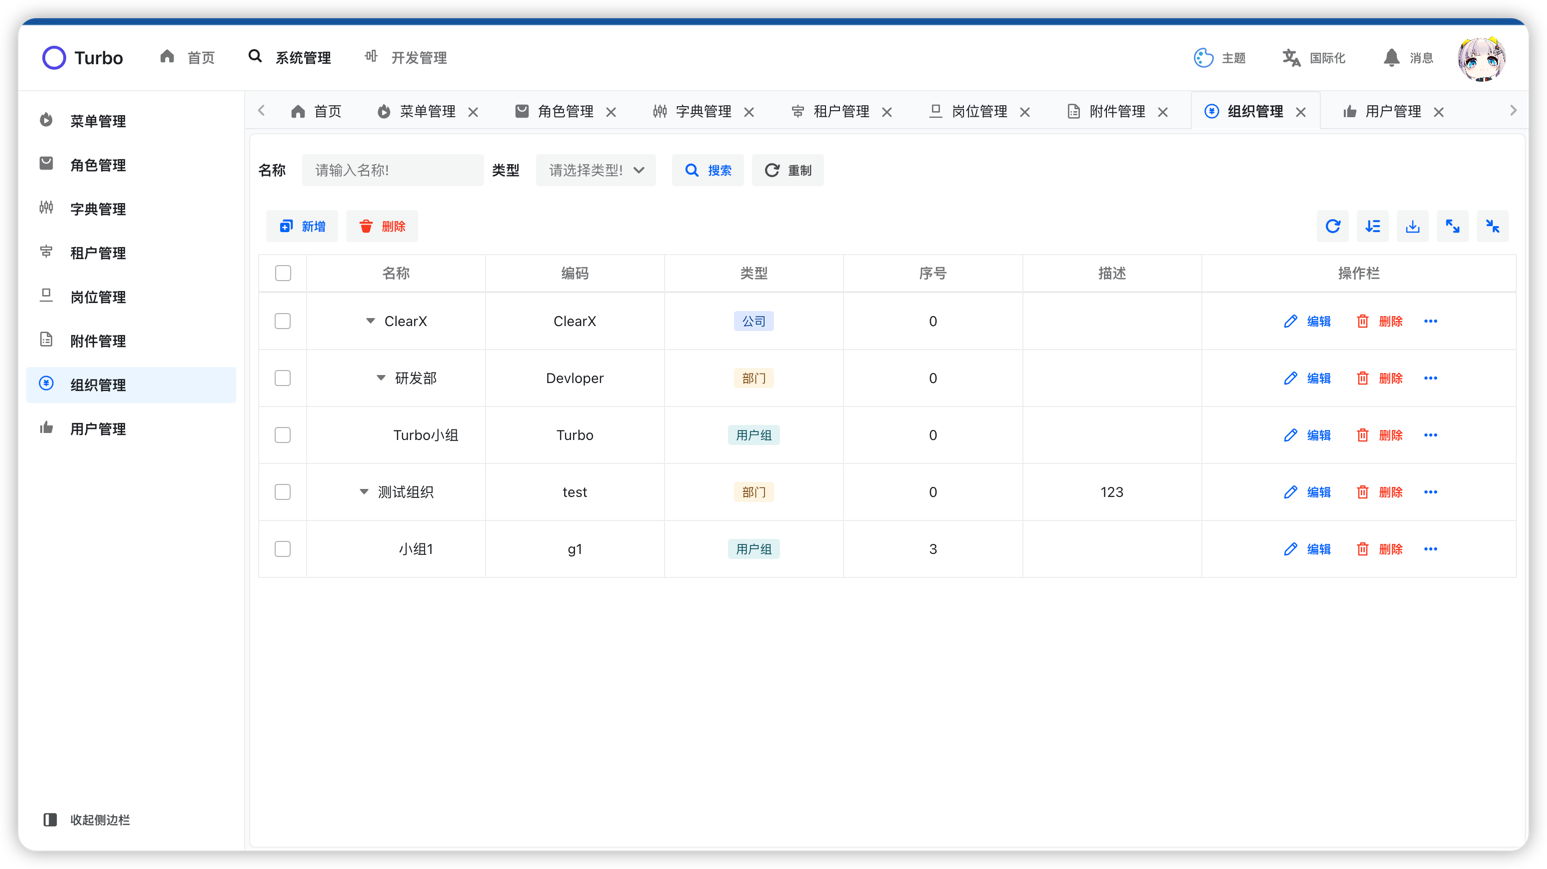 Turbo 首页 系统管理 开发管理 主题 国际化 消息
首页 菜单管理 角色管理 字典管理 租户管理 岗位管理 附件管理 组织管理 用户管理
菜单管理
角色管理
字典管理
租户管理
岗位管理
附件管理
组织管理
用户管理
收起侧边栏
名称 请输入名称! 类型 请选择类型! 搜索 重制
新增 删除
名称 编码 类型 序号 描述 操作栏
ClearX ClearX 公司 0 编辑 删除
研发部 Devloper 部门 0 编辑 删除
Turbo小组 Turbo 用户组 0 编辑 删除
测试组织 test 部门 0 123 编辑 删除
小组1 g1 用户组 3 编辑 删除